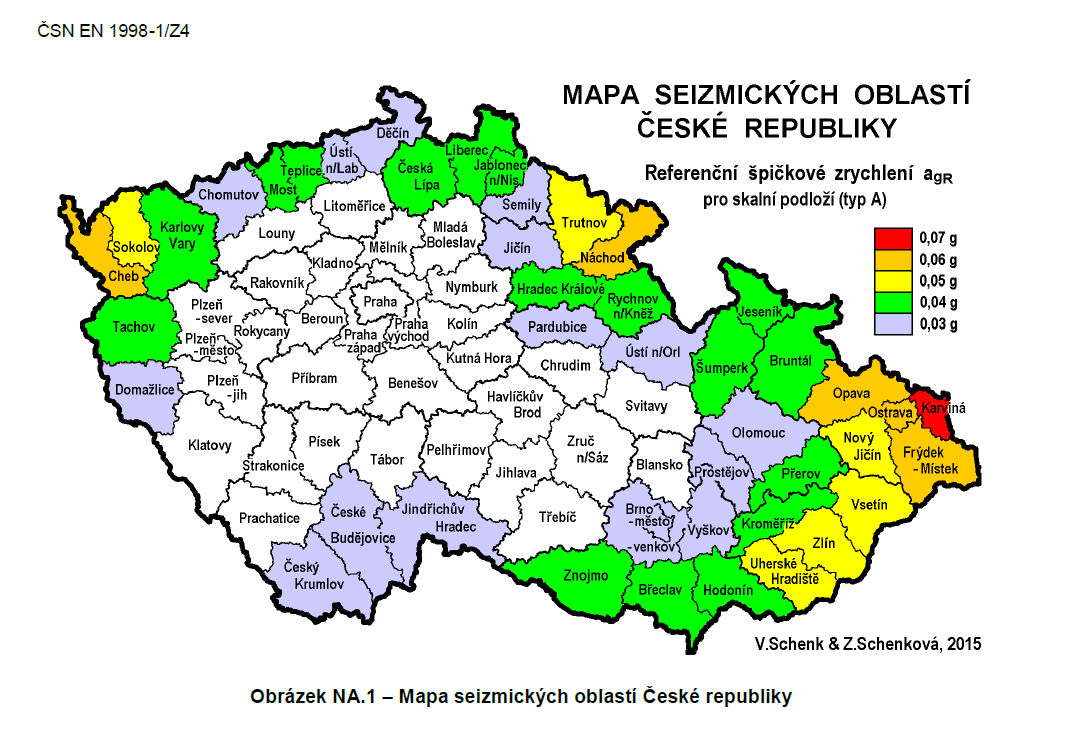 ČSN EN 1998-1/Z4
MAPA SEIZMICKÝCH OBLASTÍ
ČESKÉ REPUBLIKY
Referenční špičkové zrychlení agR
pro skalní podloží (typ A)
0,07 g
0,06 g
0,05 g
0,04 g
0,03 g
Děčín
Ústí
n/Lab
Liberec
Jablonec
n/Nis
Česká
Lípa
Teplice
Most
Chomutov
Semily
Trutnov
Litoměřice
Karlovy
Vary
Sokolov
Cheb
Louny
Mladá
Boleslav
Mělník
Jičín
Náchod
Kladno
Rakovník
Nymburk
Hradec Králové
Rychnov
n/Kněž
Praha
Plzeň
-sever
Tachov
Rokycany
Beroun
Praha
západ
Praha
východ
Kolín
Pardubice
Jeseník
Plzeň
-město
Kutná Hora
Ústí n/Orl
Bruntál
Šumperk
Chrudim
Domažlice
Plzeň
-jih
Příbram
Benešov
Havlíčkův
Brod
Svitavy
Opava
Ostrava
Karviná
Klatovy
Písek
Strakonice
Tábor
Pelhřimov
Jihlava
Zruč
n/Sáz
Blansko
Olomouc
Prostějov
Přerov
Nový
Jičín
Frýdek
-Místek
Prachatice
České
Budějovice
Jindřichův
Hradec
Třebíč
Brno
-město
-venkov
Vyškov
Kroměříž
Vsetín
Zlín
Český
Krumlov
Znojmo
Břeclav
Hodonín
Uherské
Hradiště
V.Schenk & Z.Schenková, 2015
Obrázek NA.1 – Mapa seizmických oblastí České republiky